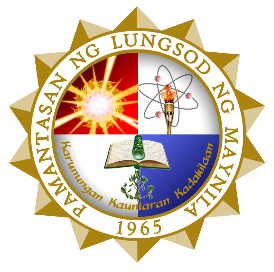 PAMANTASAN NG LUNGSOD NG MAYNILA
Karunungan Kaunlaran Kadakilaan
1965